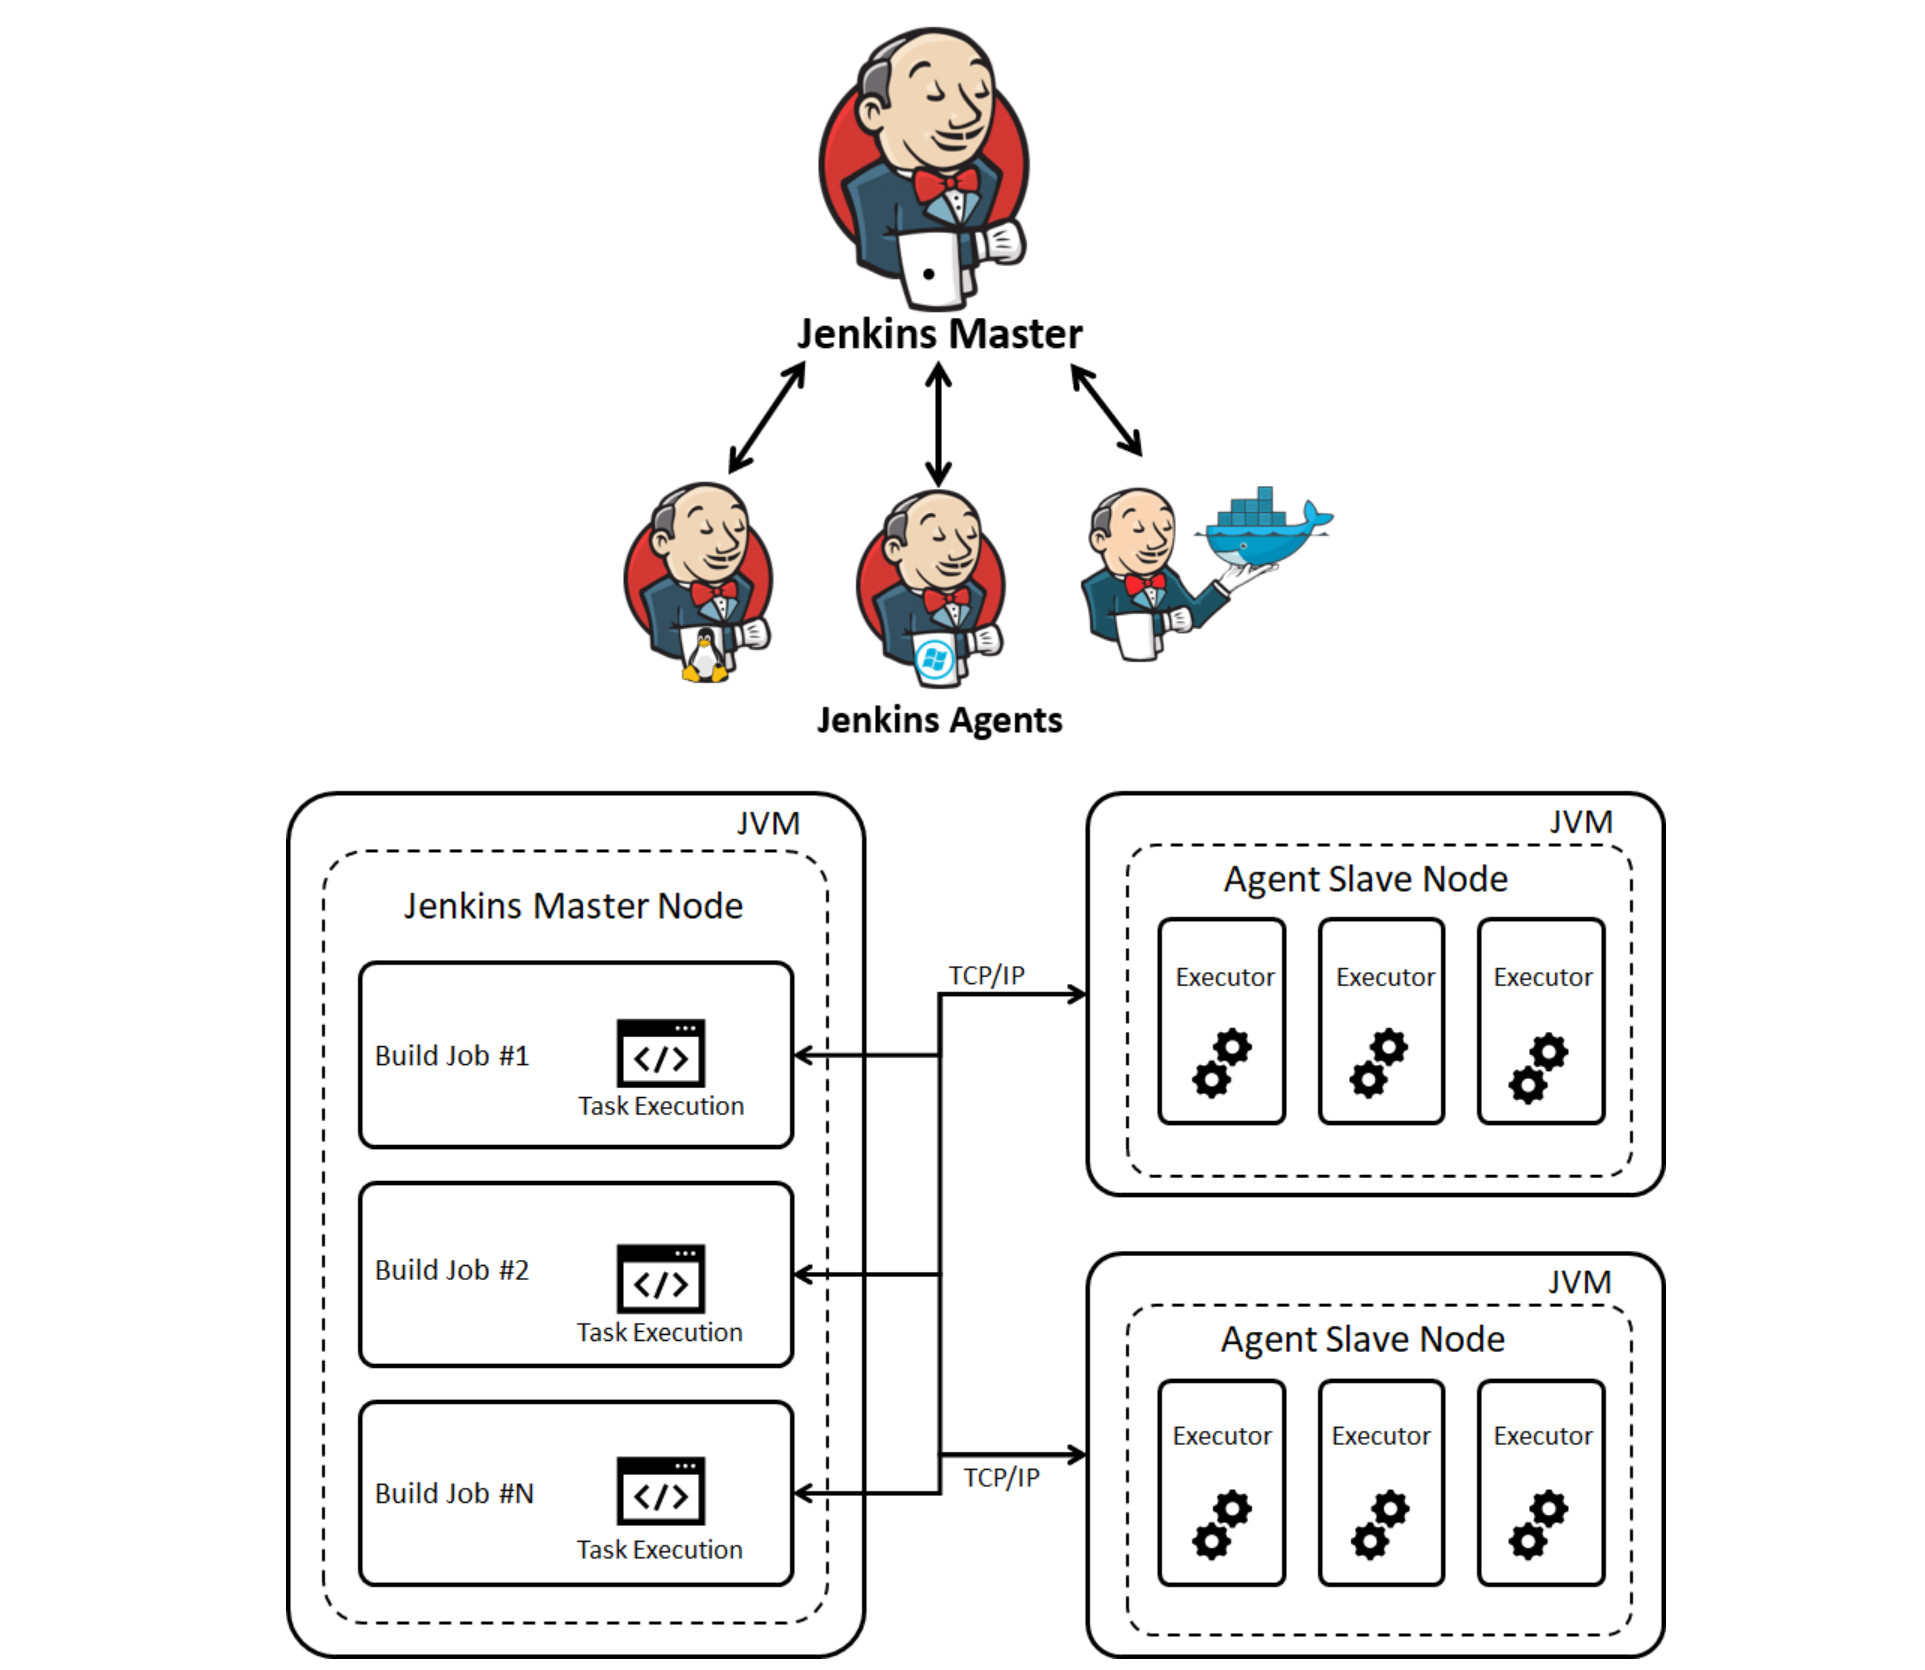 Jenkins Master
Jenkins Agents
JVM
Jenkins Master Node
Build Job #1
</>
Task Execution
Build Job #2
</>
Task Execution
Build Job #N
</>
Task Execution
TCP/IP
TCP/IP
JVM
Agent Slave Node
Executor Executor Executor
JVM
Agent Slave Node
Executor Executor Executor